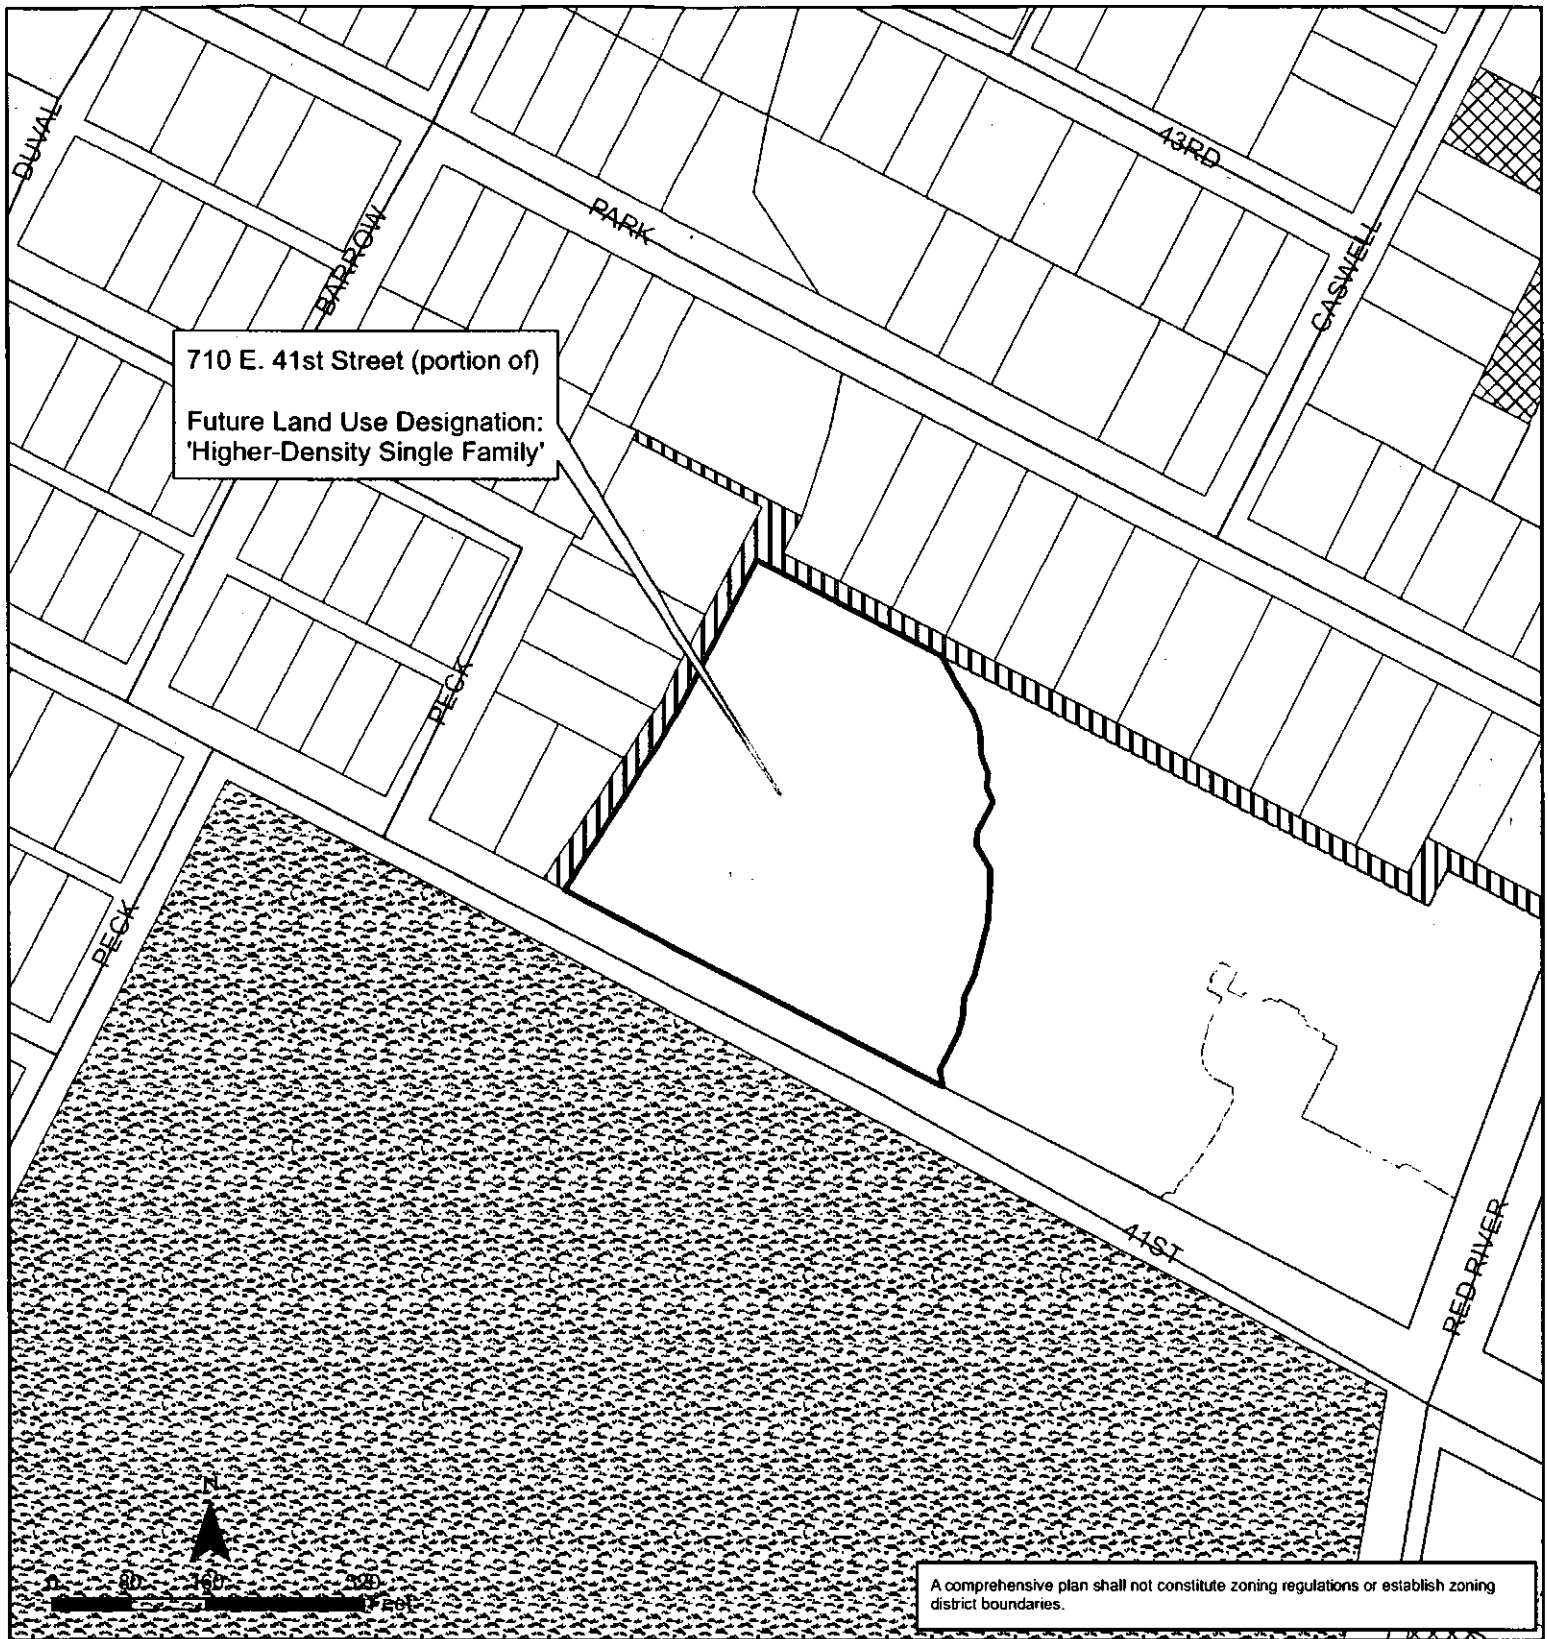 43RD
DUVAL
PARK
BARROW
CASWELL
710 E. 41st Street (portion of)
Future Land Use Designation:
'Higher-Density Single Family'
PECK
PECK
41ST
RED RIVER
N
0 80 160 320
Feet
A comprehensive plan shall not constitute zoning regulations or establish zoning
district boundaries.